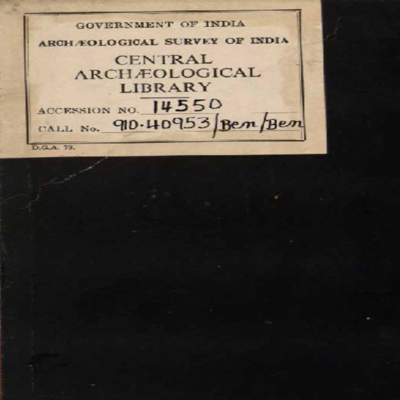 GOVERNMENT OF INDIA
ARCHÆOLOGICAL SURVEY OF INDIA
CENTRAL
ARCHÆOLOGICAL
LIBRARY
ACCESSION NO. 14550
CALL No. 910.40953/Ben/Ben
D.G.A. 79.